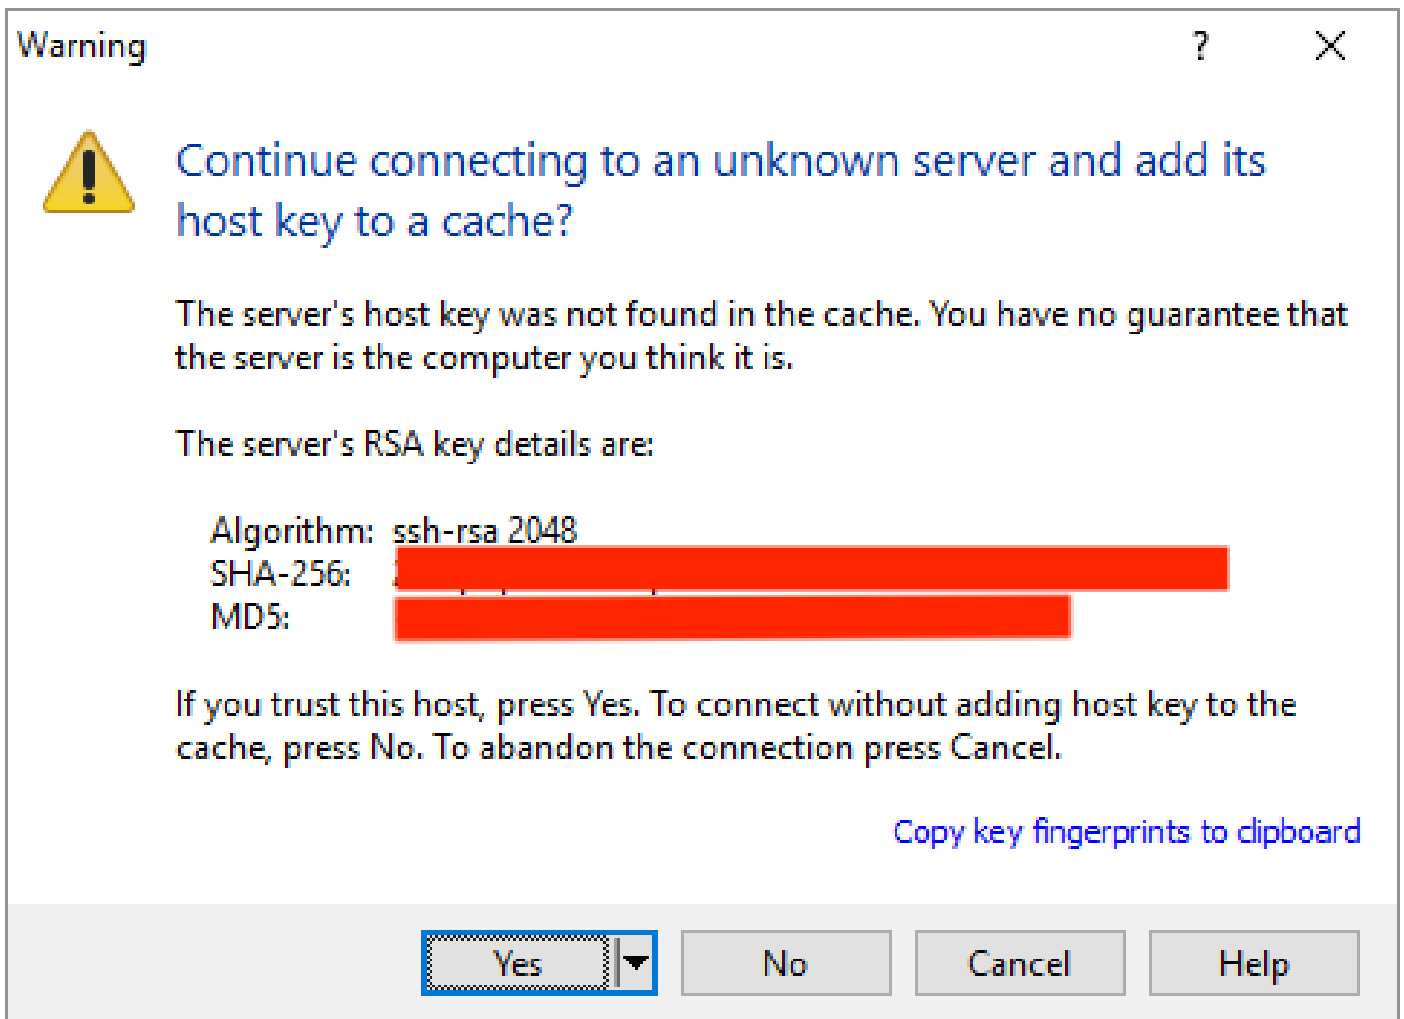 Warning
?
Continue connecting to an unknown server and add its
host key to a cache?
The server's host key was not found in the cache. You have no guarantee that
the server is the computer you think it is.
The server's RSA key details are:
Algorithm: ssh-rsa 2048
SHA-256:
MD5:
If you trust this host, press Yes. To connect without adding host key to the
cache, press No. To abandon the connection press Cancel.
Copy key fingerprints to clipboard
Yes No Cancel Help